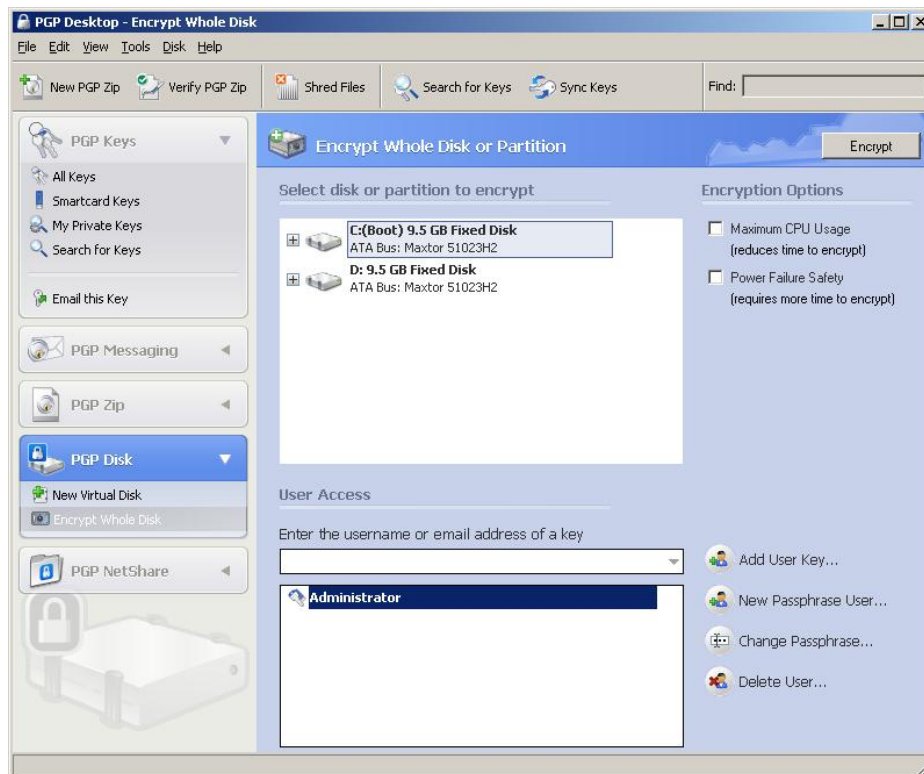 PGP Desktop - Encrypt Whole Disk
File Edit View Tools Disk Help
New PGP Zip Verify PGP Zip Shred Files Search for Keys Sync Keys Find:
PGP Keys
All Keys
Smartcard Keys
My Private Keys
Search for Keys
Email this Key
PGP Messaging
PGP Zip
PGP Disk
New Virtual Disk
Encrypt Whole Disk
PGP NetShare
Encrypt Whole Disk or Partition
Encrypt
Select disk or partition to encrypt
C:(Boot) 9.5 GB Fixed Disk
ATA Bus: Maxtor 51023H2
D: 9.5 GB Fixed Disk
ATA Bus: Maxtor 51023H2
Encryption Options
Maximum CPU Usage
(reduces time to encrypt)
Power Failure Safety
(requires more time to encrypt)
User Access
Enter the username or email address of a key
Administrator
Add User Key...
New Passphrase User...
Change Passphrase...
Delete User...